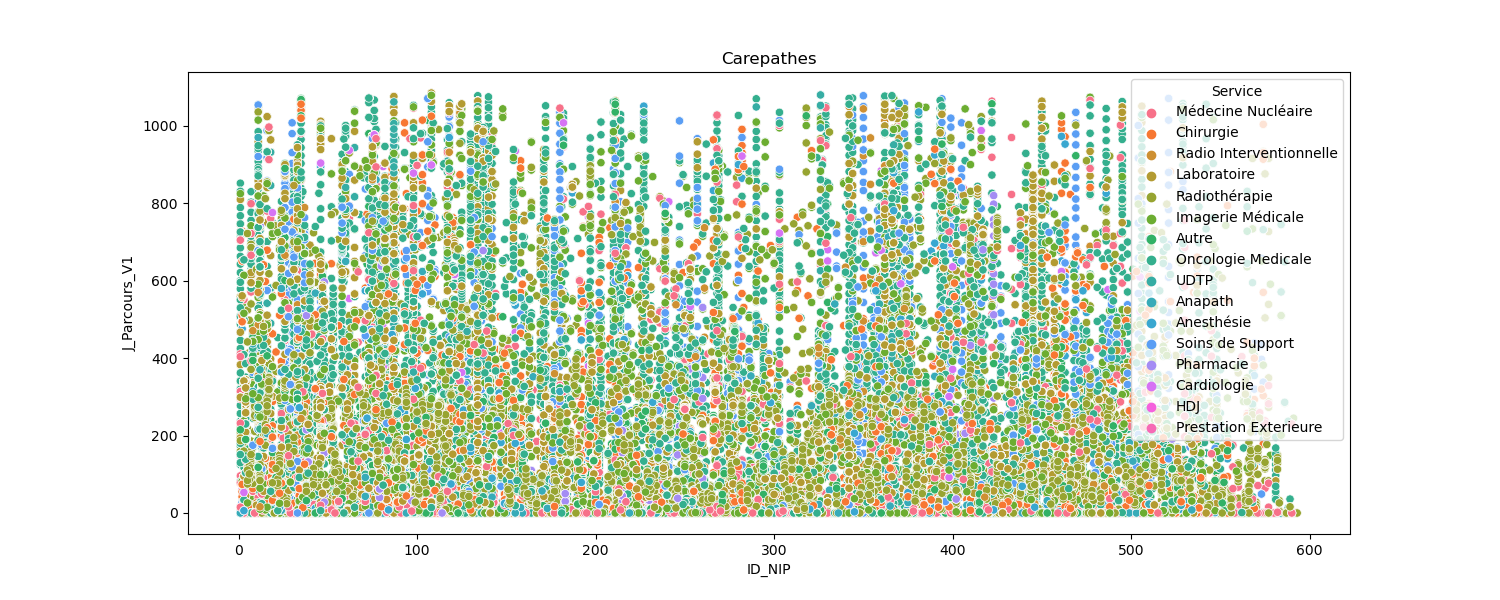 Carepathes
J_Parcours_V1
1000
800
600
400
200
0
0 100 200 300 400 500 600
ID_NIP
Service
Médecine Nucléaire
Chirurgie
Radio Interventionnelle
Laboratoire
Radiothérapie
Imagerie Médicale
Autre
Oncologie Medicale
UDTP
Anapath
Anesthésie
Soins de Support
Pharmacie
Cardiologie
HDJ
Prestation Exterieure